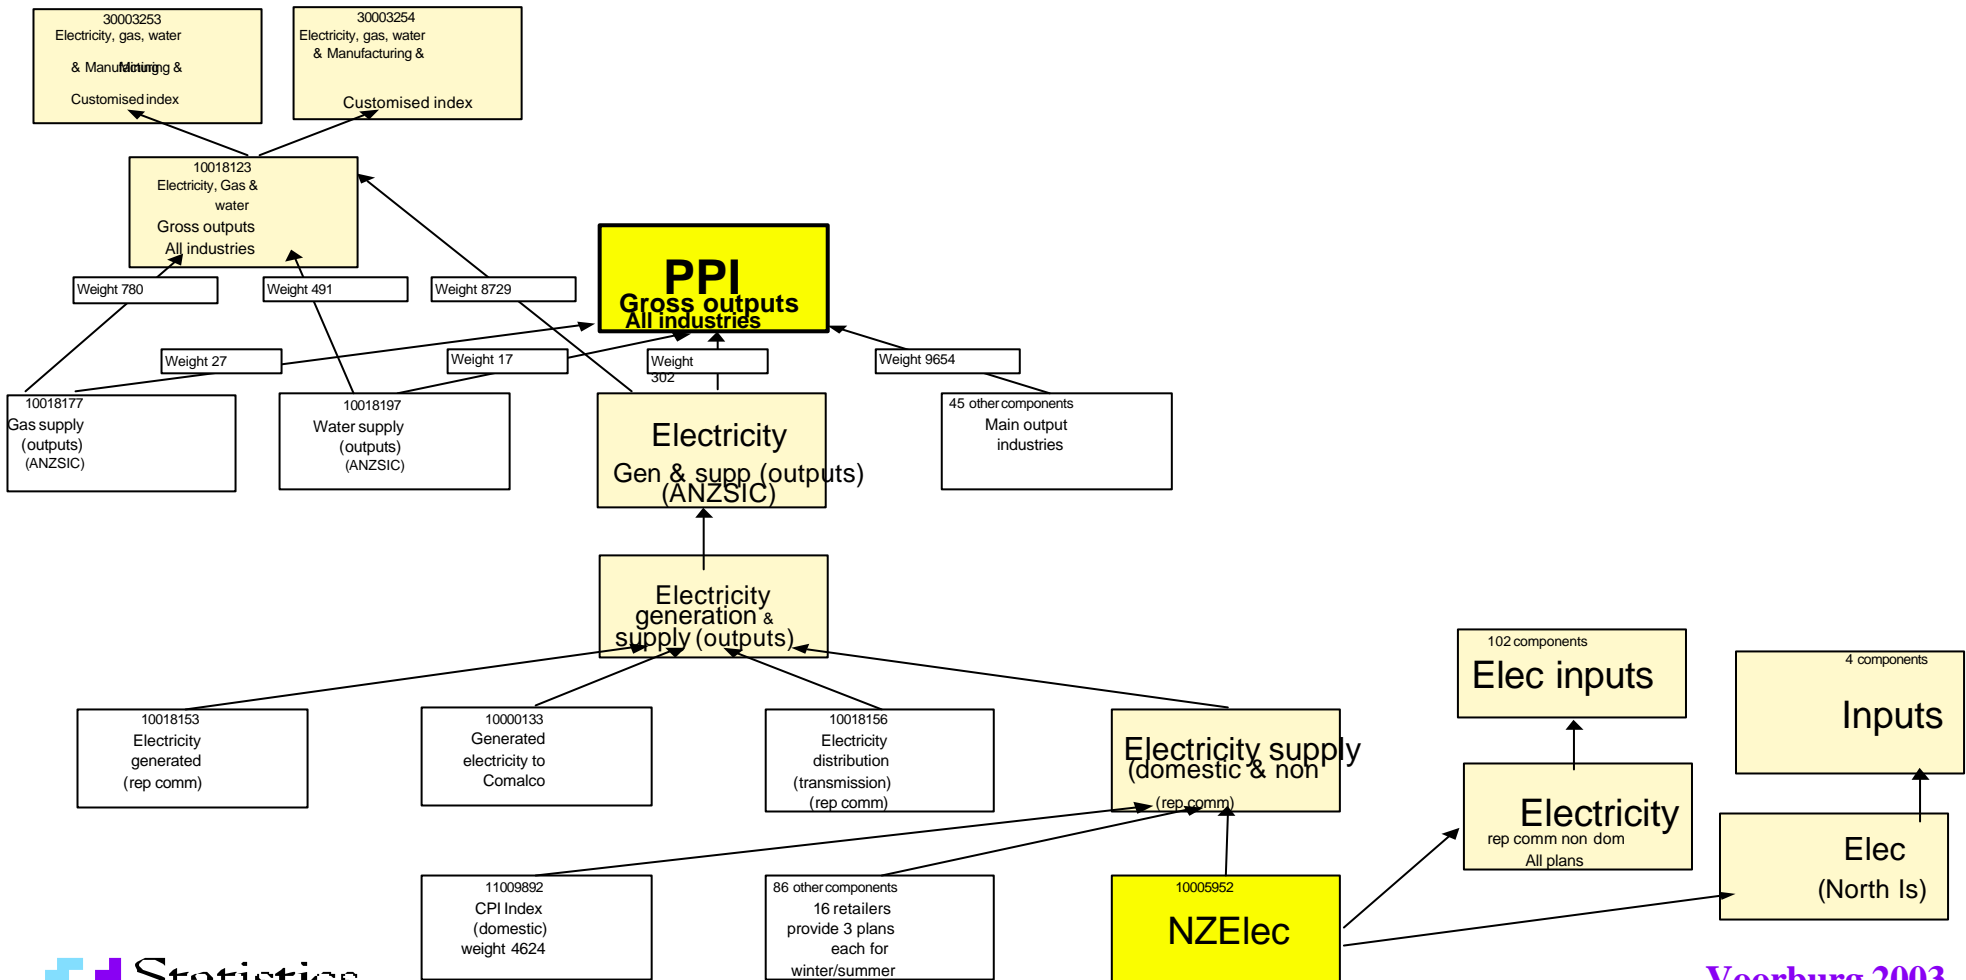 30003253
Electricity, gas, water
& Manufacturing &
Mining
Customised index
30003254
Electricity, gas, water
& Manufacturing &
Customised index
10018123
Electricity, Gas &
water
Gross outputs
All industries
PPI
Gross outputs
All industries
Weight 780
Weight 491
Weight 8729
Weight 27
Weight 17
Weight
302
Weight 9654
10018177
Gas supply
(outputs)
(ANZSIC)
10018197
Water supply
(outputs)
(ANZSIC)
Electricity
Gen & supp (outputs)
(ANZSIC)
45 other components
Main output
industries
Electricity
generation &
supply (outputs)
102 components
Elec inputs
4 components
Inputs
10018153
Electricity
generated
(rep comm)
10000133
Generated
electricity to
Comalco
10018156
Electricity
distribution
(transmission)
(rep comm)
Electricity supply
(domestic & non
(rep comm)
Electricity
rep comm non dom
All plans
Elec
(North Is)
11009892
CPI Index
(domestic)
weight 4624
86 other components
16 retailers
provide 3 plans
each for
winter/summer
10005952
NZElec
Statistics
Voorburg 2003